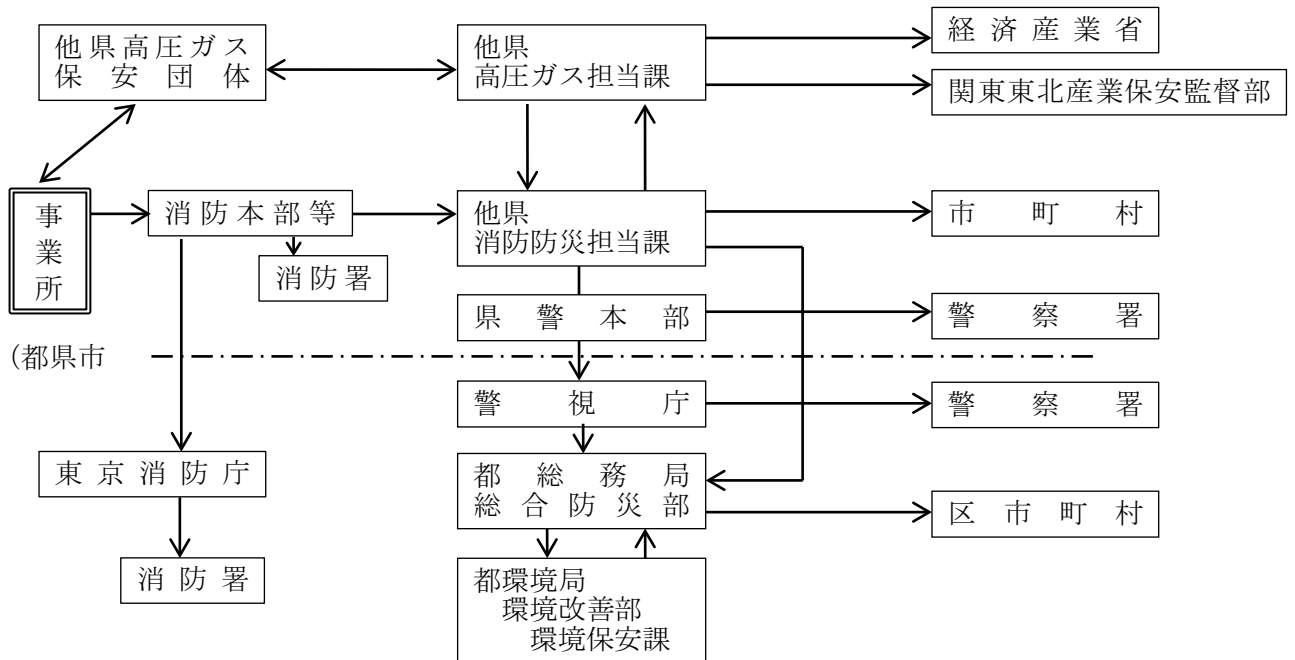 他県高圧ガス
保安団体
他県
高圧ガス担当課
経済産業省
関東東北産業保安監督部
事業所
消防本部等
消防署
他県
消防防災担当課
市町村
県警本部
警察署
(都県市
警視庁
警察署
東京消防庁
都総務局
総合防災部
区市町村
消防署
都環境局
環境改善部
環境保安課